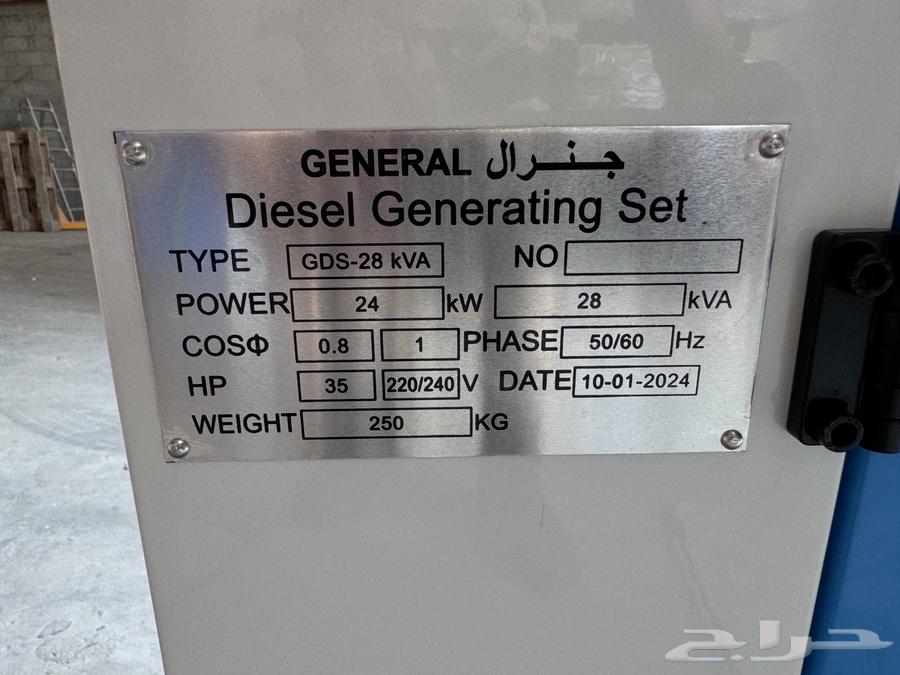 GENERAL جنرال
Diesel Generating Set
TYPE GDS-28 kVA NO
POWER 24 kW 28 kVA
COSΦ 0.8 1 PHASE 50/60 Hz
HP 35 220/240 V DATE 10-01-2024
WEIGHT 250 KG
حراج